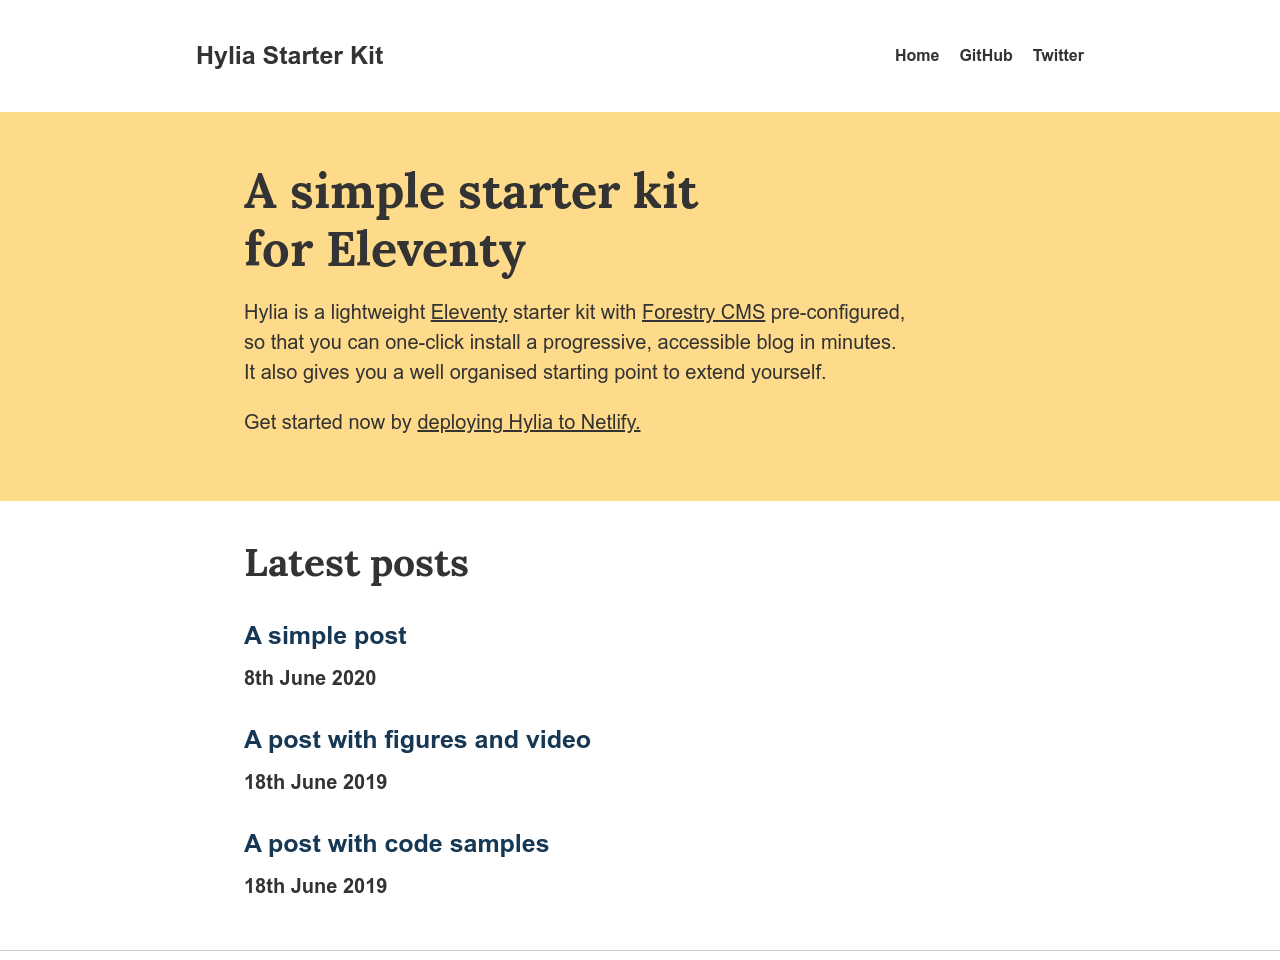 Hylia Starter Kit
Home GitHub Twitter
A simple starter kit
for Eleventy
Hylia is a lightweight Eleventy starter kit with Forestry CMS pre-configured,
so that you can one-click install a progressive, accessible blog in minutes.
It also gives you a well organised starting point to extend yourself.
Get started now by deploying Hylia to Netlify.
Latest posts
A simple post
8th June 2020
A post with figures and video
18th June 2019
A post with code samples
18th June 2019